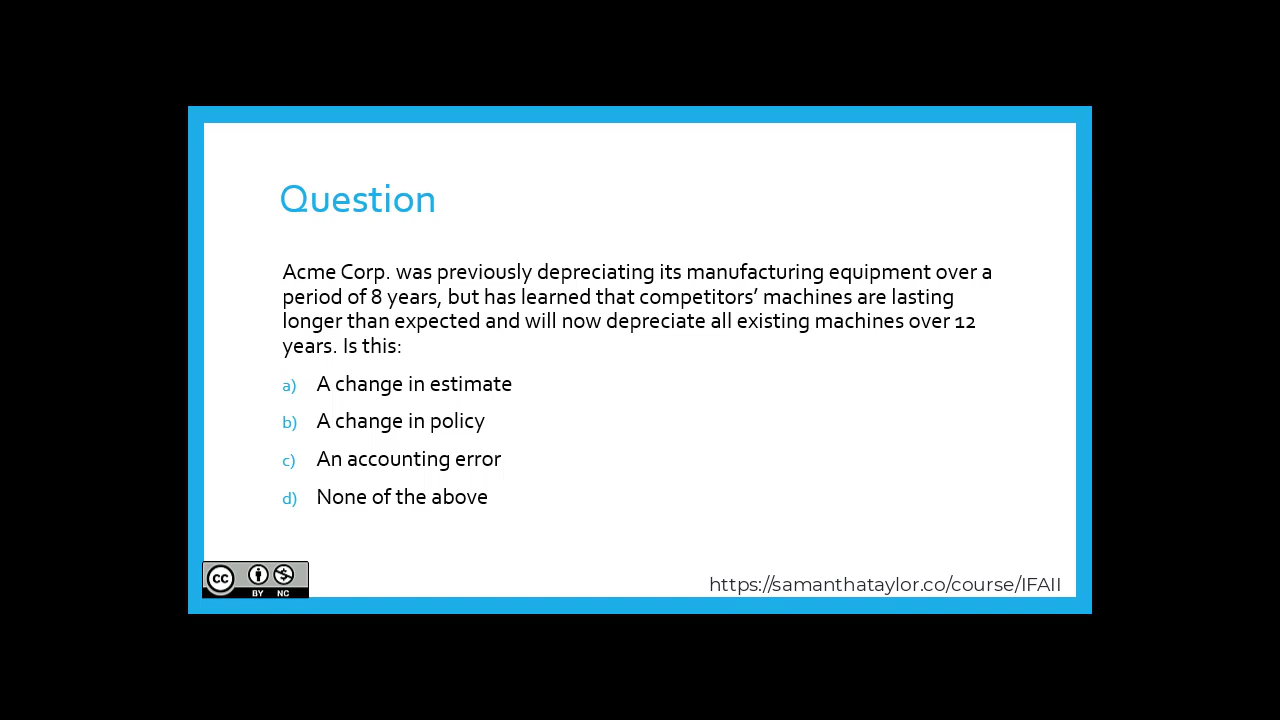 Question
Acme Corp. was previously depreciating its manufacturing equipment over a
period of 8 years, but has learned that competitors’ machines are lasting
longer than expected and will now depreciate all existing machines over 12
years. Is this:
a) A change in estimate
b) A change in policy
c) An accounting error
d) None of the above
cc BY NC
https://samanthataylor.co/course/IFAII